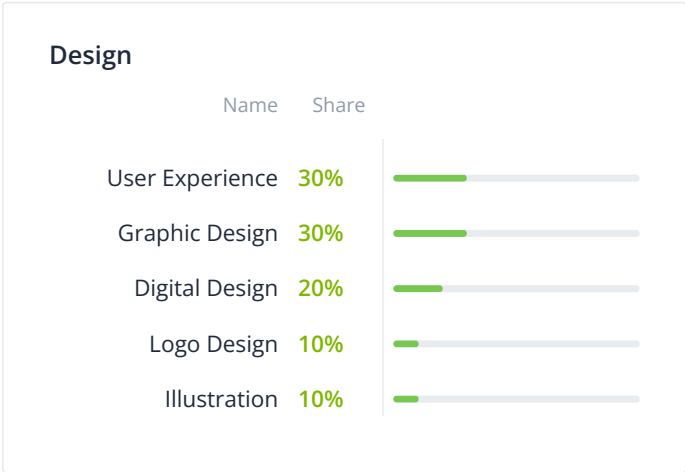 Design
Name Share
User Experience 30%
Graphic Design 30%
Digital Design 20%
Logo Design 10%
Illustration 10%